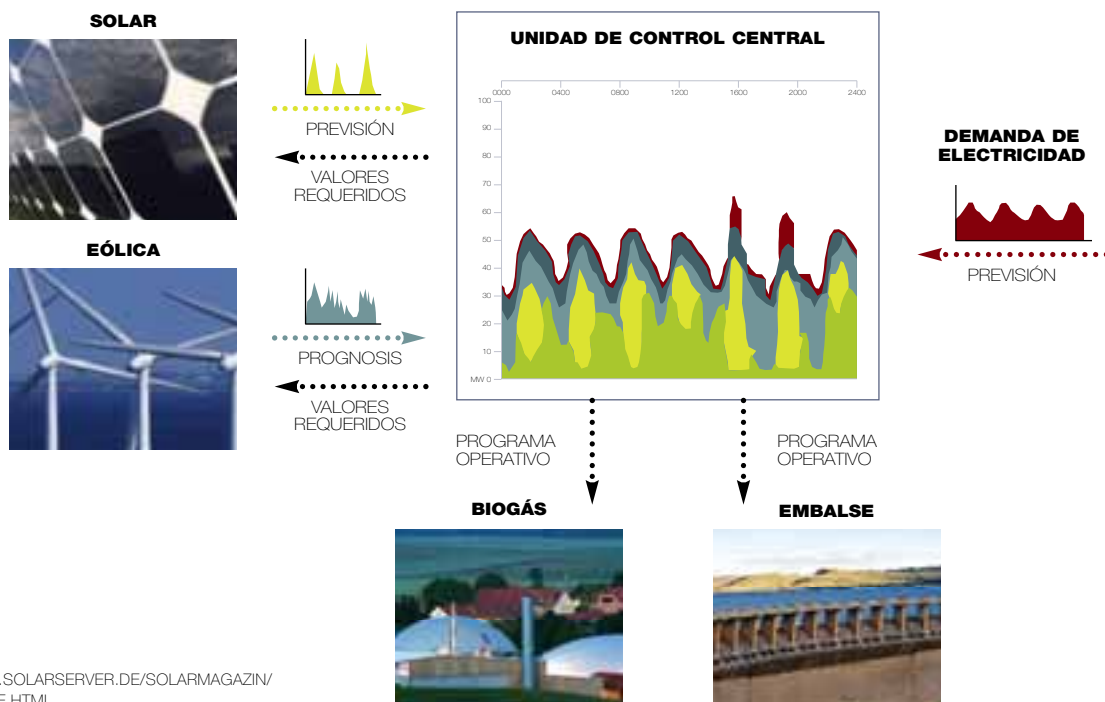 SOLAR
PREVISIÓN
VALORES
REQUERIDOS
EÓLICA
PROGNOSIS
VALORES
REQUERIDOS
UNIDAD DE CONTROL CENTRAL
0000 0400 0800 1200 1600 2000 2400
100
90
80
70
60
50
40
30
20
10
MW 0
DEMANDA DE
ELECTRICIDAD
PREVISIÓN
PROGRAMA
OPERATIVO
PROGRAMA
OPERATIVO
BIOGÁS
EMBALSE
.SOLARSERVER.DE/SOLARMAGAZIN/